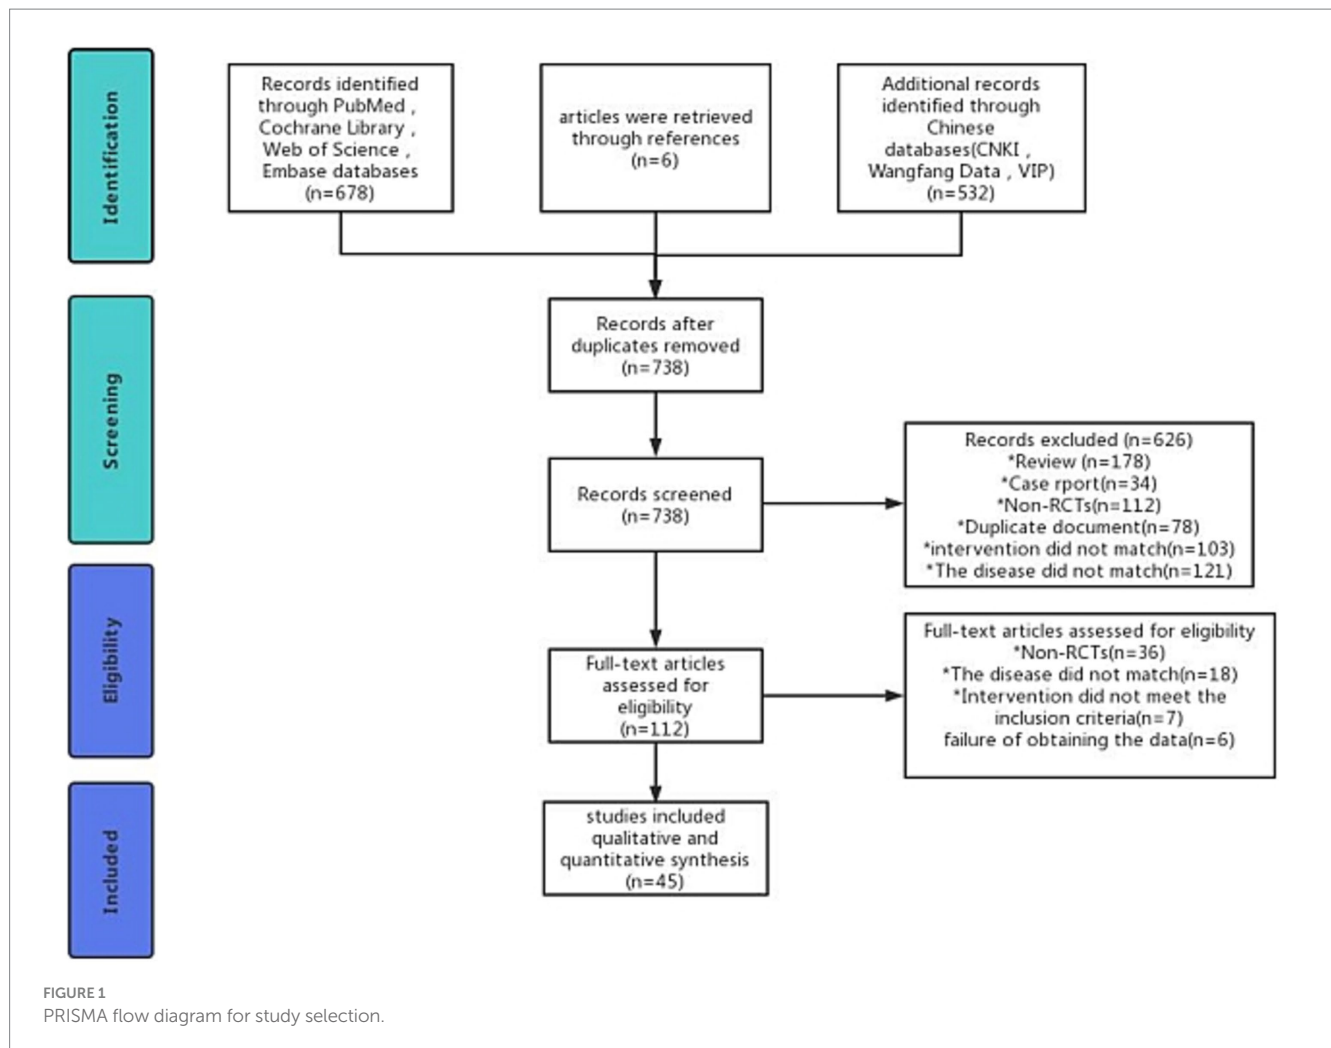 Identification
Records identified
through PubMed ,
Cochrane Library ,
Web of Science ,
Embase databases
(n=678)
articles were retrieved
through references
(n=6)
Additional records
identified through
Chinese
databases(CNKI ,
Wangfang Data , VIP)
(n=532)
Screening
Records after
duplicates removed
(n=738)
Records screened
(n=738)
Records excluded (n=626)
*Review (n=178)
*Case rport(n=34)
*Non-RCTs(n=112)
*Duplicate document(n=78)
*intervention did not match(n=103)
*The disease did not match(n=121)
Eligibility
Full-text articles
assessed for
eligibility
(n=112)
Full-text articles assessed for eligibility
*Non-RCTs(n=36)
*The disease did not match(n=18)
*Intervention did not meet the
inclusion criteria(n=7)
failure of obtaining the data(n=6)
Included
studies included
qualitative and
quantitative synthesis
(n=45)
FIGURE 1
PRISMA flow diagram for study selection.